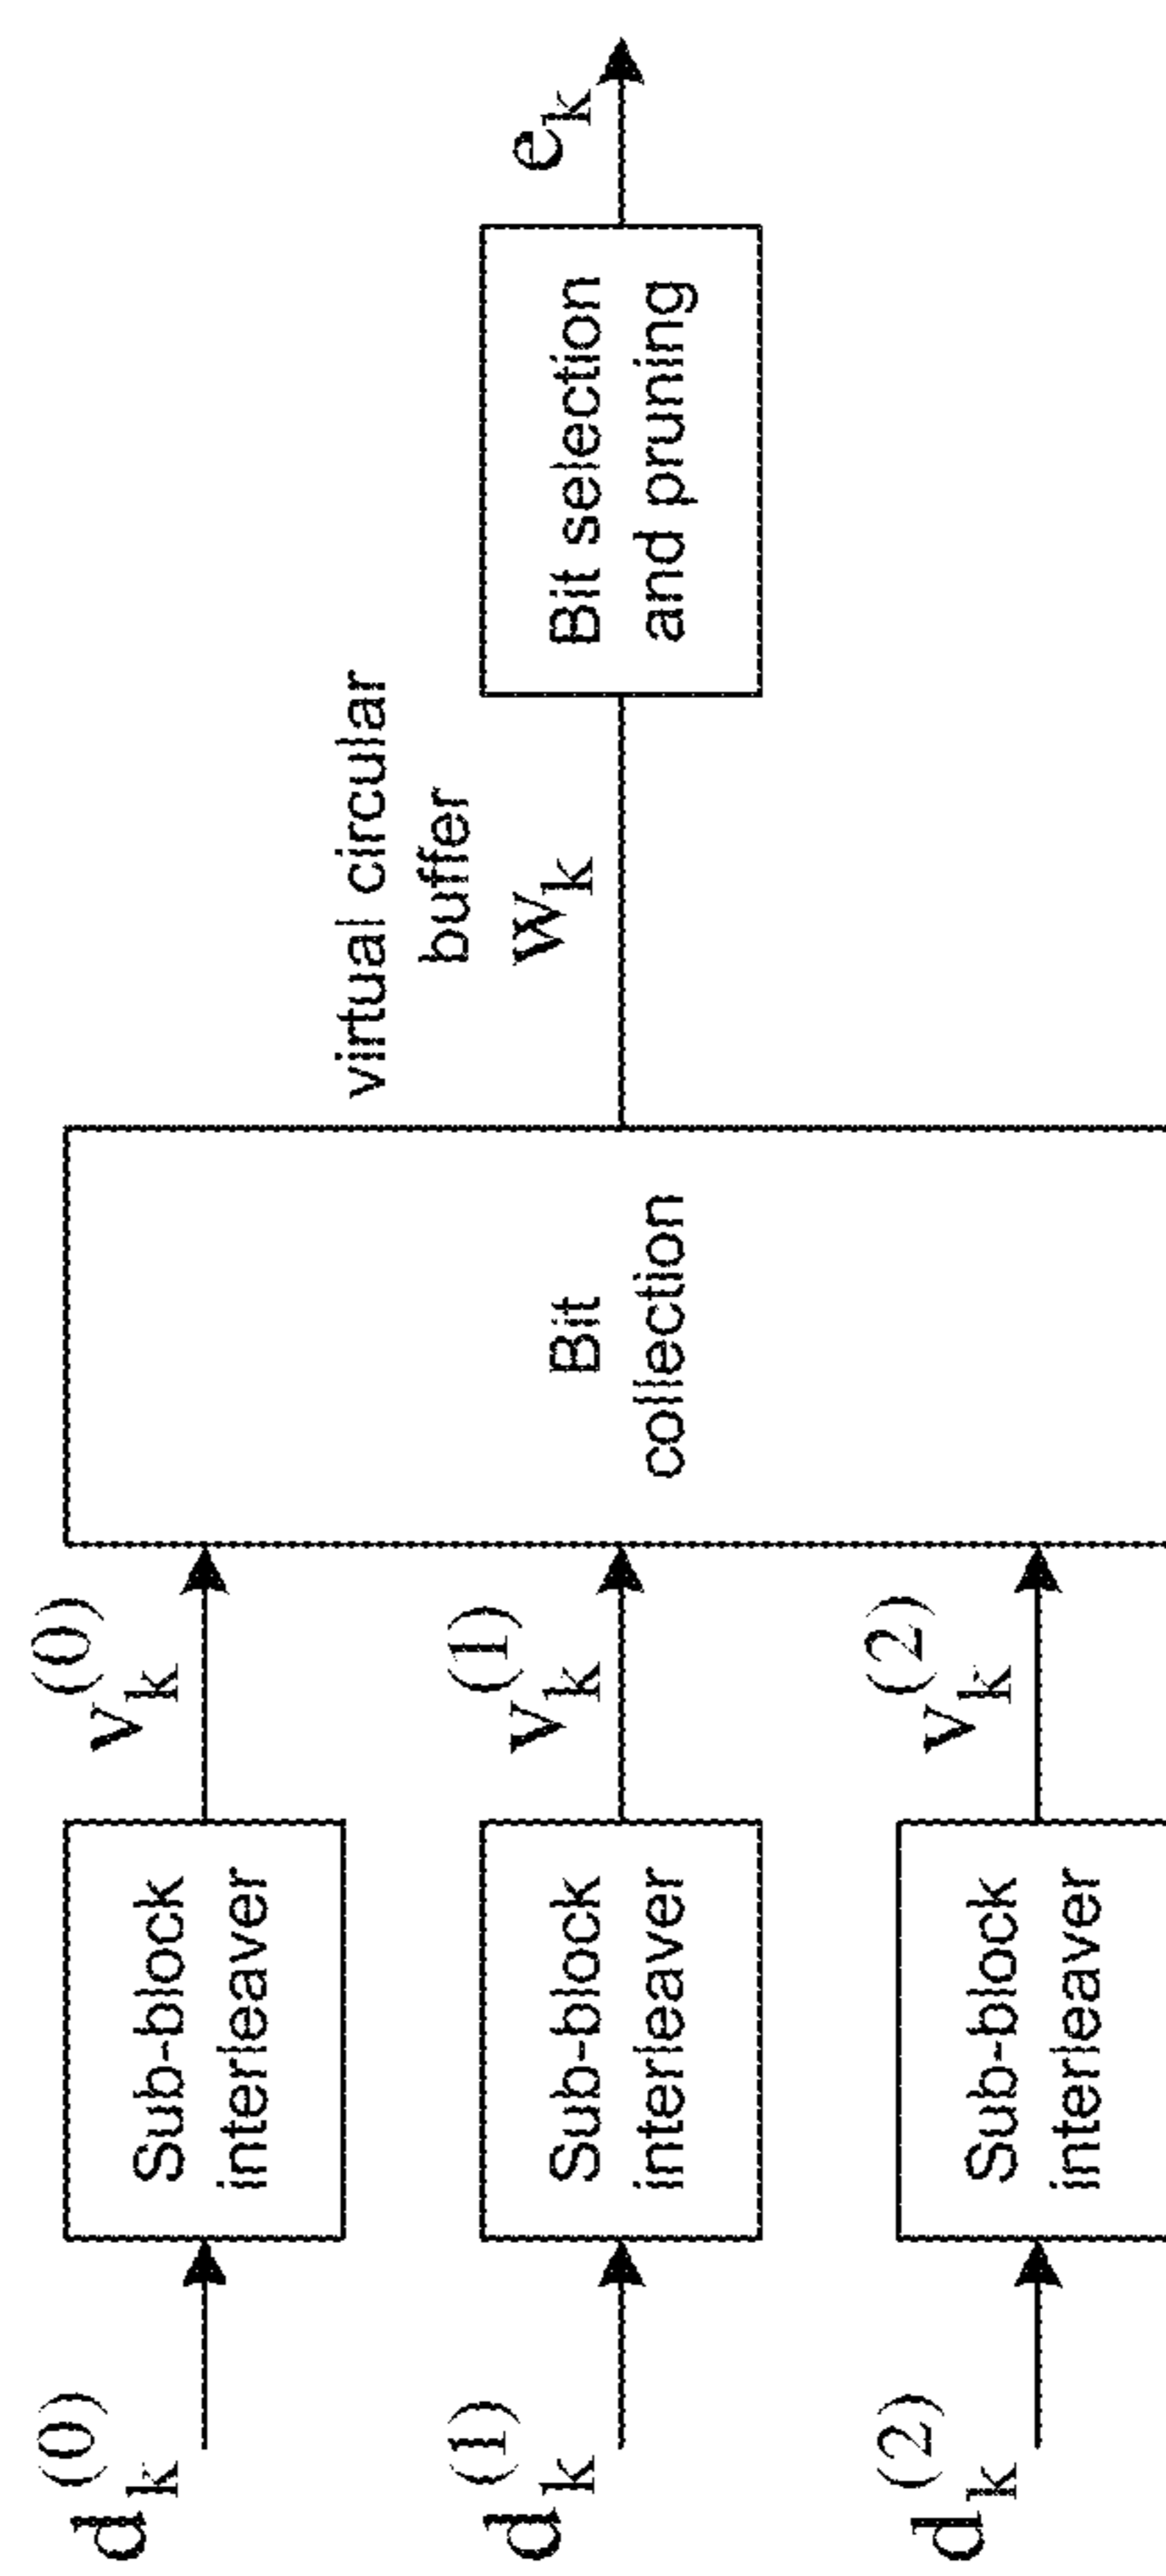 d_k^(0)
Sub-block
interleaver
v_k^(0)
d_k^(1)
Sub-block
interleaver
v_k^(1)
d_k^(2)
Sub-block
interleaver
v_k^(2)
Bit
collection
virtual circular
buffer
w_k
Bit selection
and pruning
e_k